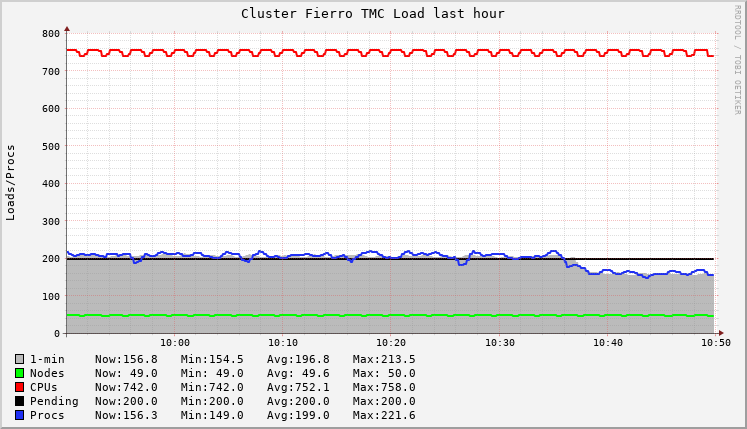 Cluster Fierro TMC Load last hour
RRDTOOL / TOBI OETIKER
Loads/Procs
800
700
600
500
400
300
200
100
0
10:00 10:10 10:20 10:30 10:40 10:50
1-min Now:156.8 Min:154.5 Avg:196.8 Max:213.5
Nodes Now: 49.0 Min: 49.0 Avg: 49.6 Max: 50.0
CPUs Now:742.0 Min:742.0 Avg:752.1 Max:758.0
Pending Now:200.0 Min:200.0 Avg:200.0 Max:200.0
Procs Now:156.3 Min:149.0 Avg:199.0 Max:221.6